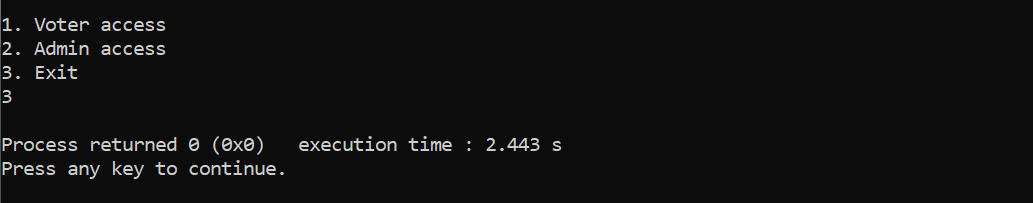 1. Voter access
2. Admin access
3. Exit
3
Process returned 0 (0x0)   execution time : 2.443 s
Press any key to continue.